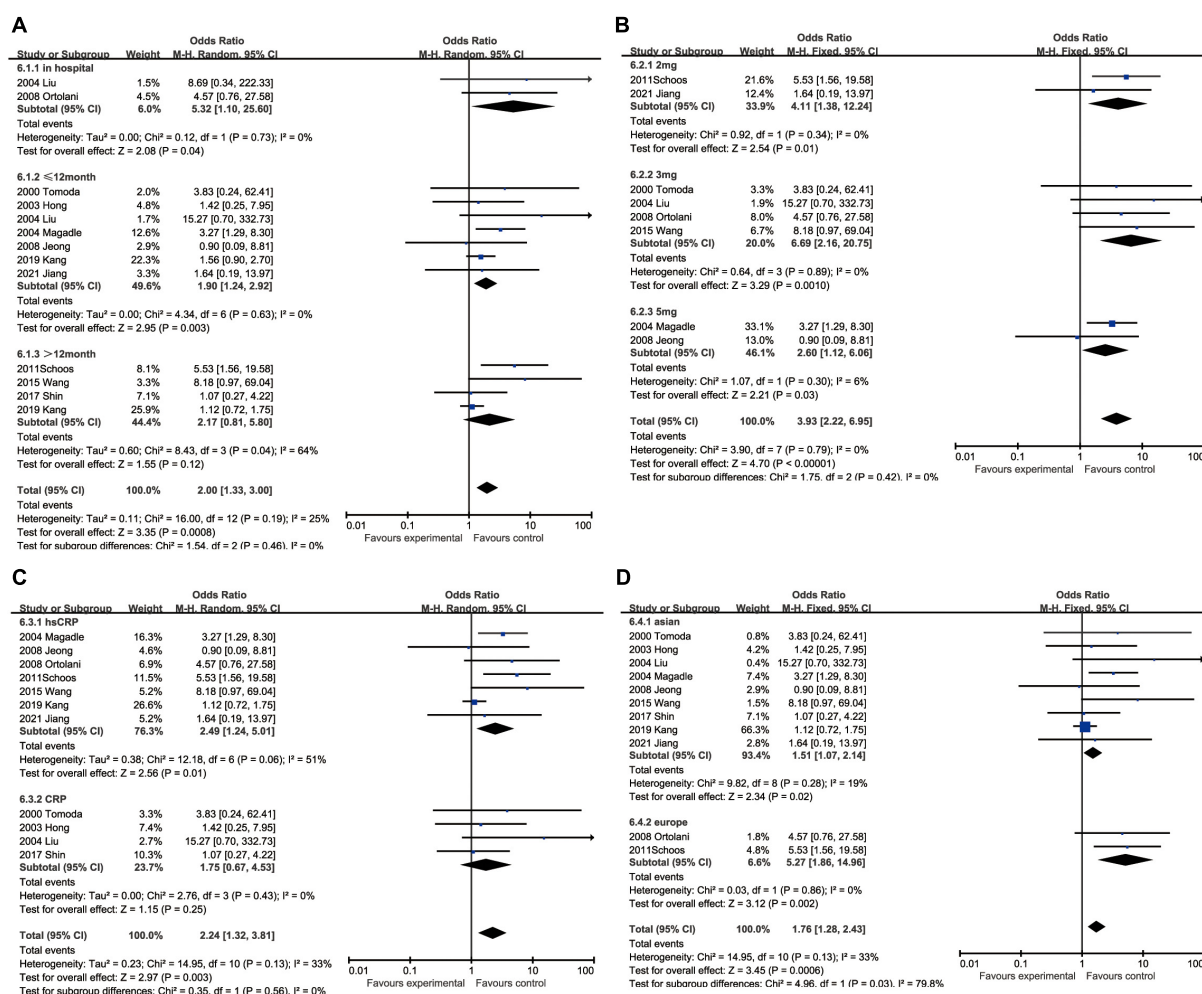 A
Odds Ratio Odds Ratio
Study or Subgroup Weight M-H. Random. 95% CI M-H. Random. 95% CI
6.1.1 in hospital
2004 Liu 1.5% 8.69 [0.34, 222.33]
2008 Ortolani 4.5% 4.57 [0.76, 27.58]
Subtotal (95% CI) 6.0% 5.32 [1.10, 25.60]
Total events
Heterogeneity: Tau² = 0.00; Chi² = 0.12, df = 1 (P = 0.73); I² = 0%
Test for overall effect: Z = 2.08 (P = 0.04)
6.1.2 ≤12month
2000 Tomoda 2.0% 3.83 [0.24, 62.41]
2003 Hong 4.8% 1.42 [0.25, 7.95]
2004 Liu 1.7% 15.27 [0.70, 332.73]
2004 Magadle 12.6% 3.27 [1.29, 8.30]
2008 Jeong 2.9% 0.90 [0.09, 8.81]
2019 Kang 22.3% 1.56 [0.90, 2.70]
2021 Jiang 3.3% 1.64 [0.19, 13.97]
Subtotal (95% CI) 49.6% 1.90 [1.24, 2.92]
Total events
Heterogeneity: Tau² = 0.00; Chi² = 4.34, df = 6 (P = 0.63); I² = 0%
Test for overall effect: Z = 2.95 (P = 0.003)
6.1.3 >12month
2011Schoos 8.1% 5.53 [1.56, 19.58]
2015 Wang 3.3% 8.18 [0.97, 69.04]
2017 Shin 7.1% 1.07 [0.27, 4.22]
2019 Kang 25.9% 1.12 [0.72, 1.75]
Subtotal (95% CI) 44.4% 2.17 [0.81, 5.80]
Total events
Heterogeneity: Tau² = 0.60; Chi² = 8.43, df = 3 (P = 0.04); I² = 64%
Test for overall effect: Z = 1.55 (P = 0.12)
Total (95% CI) 100.0% 2.00 [1.33, 3.00]
Total events
Heterogeneity: Tau² = 0.11; Chi² = 16.00, df = 12 (P = 0.19); I² = 25%
Test for overall effect: Z = 3.35 (P = 0.0008)
Test for subgroup differences: Chi² = 1.54, df = 2 (P = 0.46), I² = 0%
0.01 0.1 1 10 100
Favours experimental Favours control
B
Odds Ratio Odds Ratio
Study or Subgroup Weight M-H. Fixed. 95% CI M-H. Fixed. 95% CI
6.2.1 2mg
2011Schoos 21.6% 5.53 [1.56, 19.58]
2021 Jiang 12.4% 1.64 [0.19, 13.97]
Subtotal (95% CI) 33.9% 4.11 [1.38, 12.24]
Total events
Heterogeneity: Chi² = 0.92, df = 1 (P = 0.34); I² = 0%
Test for overall effect: Z = 2.54 (P = 0.01)
6.2.2 3mg
2000 Tomoda 3.3% 3.83 [0.24, 62.41]
2004 Liu 1.9% 15.27 [0.70, 332.73]
2008 Ortolani 8.0% 4.57 [0.76, 27.58]
2015 Wang 6.7% 8.18 [0.97, 69.04]
Subtotal (95% CI) 20.0% 6.69 [2.16, 20.75]
Total events
Heterogeneity: Chi² = 0.64, df = 3 (P = 0.89); I² = 0%
Test for overall effect: Z = 3.29 (P = 0.0010)
6.2.3 5mg
2004 Magadle 33.1% 3.27 [1.29, 8.30]
2008 Jeong 13.0% 0.90 [0.09, 8.81]
Subtotal (95% CI) 46.1% 2.60 [1.12, 6.06]
Total events
Heterogeneity: Chi² = 1.07, df = 1 (P = 0.30); I² = 6%
Test for overall effect: Z = 2.21 (P = 0.03)
Total (95% CI) 100.0% 3.93 [2.22, 6.95]
Total events
Heterogeneity: Chi² = 3.90, df = 7 (P = 0.79); I² = 0%
Test for overall effect: Z = 4.70 (P < 0.00001)
Test for subgroup differences: Chi² = 1.75, df = 2 (P = 0.42), I² = 0%
0.01 0.1 1 10 100
Favours experimental Favours control
C
Odds Ratio Odds Ratio
Study or Subgroup Weight M-H. Random. 95% CI M-H. Random. 95% CI
6.3.1 hsCRP
2004 Magadle 16.3% 3.27 [1.29, 8.30]
2008 Jeong 4.6% 0.90 [0.09, 8.81]
2008 Ortolani 6.9% 4.57 [0.76, 27.58]
2011Schoos 11.5% 5.53 [1.56, 19.58]
2015 Wang 5.2% 8.18 [0.97, 69.04]
2019 Kang 26.6% 1.12 [0.72, 1.75]
2021 Jiang 5.2% 1.64 [0.19, 13.97]
Subtotal (95% CI) 76.3% 2.49 [1.24, 5.01]
Total events
Heterogeneity: Tau² = 0.38; Chi² = 12.18, df = 6 (P = 0.06); I² = 51%
Test for overall effect: Z = 2.56 (P = 0.01)
6.3.2 CRP
2000 Tomoda 3.3% 3.83 [0.24, 62.41]
2003 Hong 7.4% 1.42 [0.25, 7.95]
2004 Liu 2.7% 15.27 [0.70, 332.73]
2017 Shin 10.3% 1.07 [0.27, 4.22]
Subtotal (95% CI) 23.7% 1.75 [0.67, 4.53]
Total events
Heterogeneity: Tau² = 0.00; Chi² = 2.76, df = 3 (P = 0.43); I² = 0%
Test for overall effect: Z = 1.15 (P = 0.25)
Total (95% CI) 100.0% 2.24 [1.32, 3.81]
Total events
Heterogeneity: Tau² = 0.23; Chi² = 14.95, df = 10 (P = 0.13); I² = 33%
Test for overall effect: Z = 2.97 (P = 0.003)
Test for subgroup differences: Chi² = 0.35, df = 1 (P = 0.56), I² = 0%
0.01 0.1 1 10 100
Favours experimental Favours control
D
Odds Ratio Odds Ratio
Study or Subgroup Weight M-H. Fixed. 95% CI M-H. Fixed. 95% CI
6.4.1 asian
2000 Tomoda 0.8% 3.83 [0.24, 62.41]
2003 Hong 4.2% 1.42 [0.25, 7.95]
2004 Liu 0.4% 15.27 [0.70, 332.73]
2004 Magadle 7.4% 3.27 [1.29, 8.30]
2008 Jeong 2.9% 0.90 [0.09, 8.81]
2015 Wang 1.5% 8.18 [0.97, 69.04]
2017 Shin 7.1% 1.07 [0.27, 4.22]
2019 Kang 66.3% 1.12 [0.72, 1.75]
2021 Jiang 2.8% 1.64 [0.19, 13.97]
Subtotal (95% CI) 93.4% 1.51 [1.07, 2.14]
Total events
Heterogeneity: Chi² = 9.82, df = 8 (P = 0.28); I² = 19%
Test for overall effect: Z = 2.34 (P = 0.02)
6.4.2 europe
2008 Ortolani 1.8% 4.57 [0.76, 27.58]
2011Schoos 4.8% 5.53 [1.56, 19.58]
Subtotal (95% CI) 6.6% 5.27 [1.86, 14.96]
Total events
Heterogeneity: Chi² = 0.03, df = 1 (P = 0.86); I² = 0%
Test for overall effect: Z = 3.12 (P = 0.002)
Total (95% CI) 100.0% 1.76 [1.28, 2.43]
Total events
Heterogeneity: Chi² = 14.95, df = 10 (P = 0.13); I² = 33%
Test for overall effect: Z = 3.45 (P = 0.0006)
Test for subgroup differences: Chi² = 4.96, df = 1 (P = 0.03), I² = 79.8%
0.01 0.1 1 10 100
Favours experimental Favours control